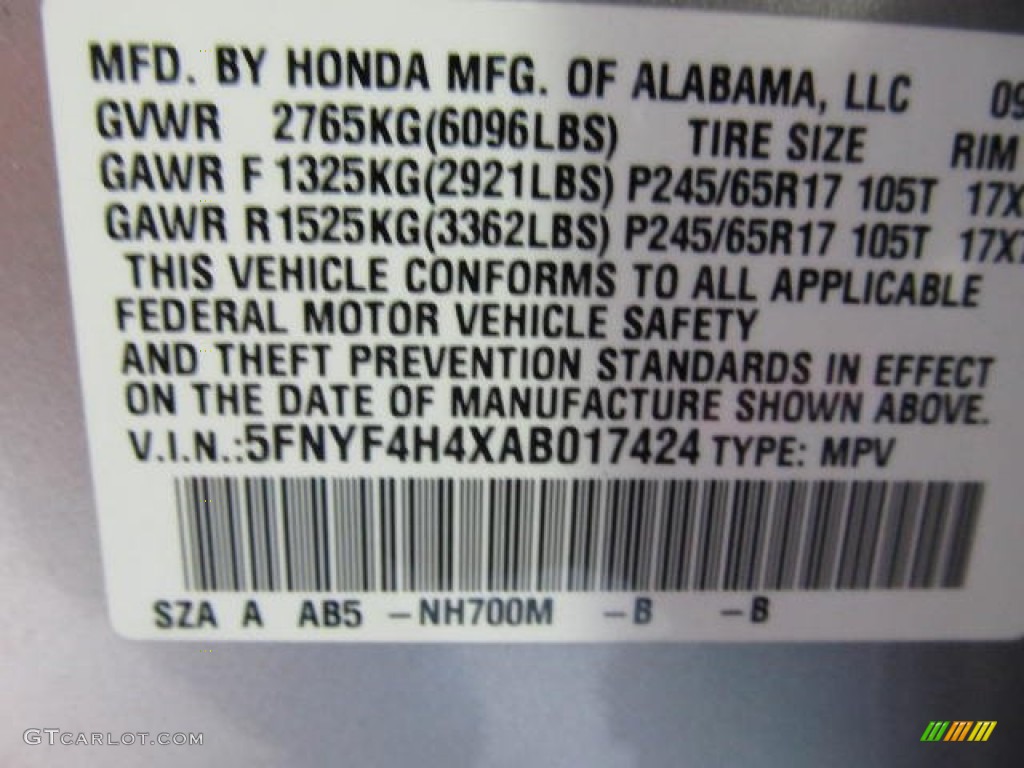 MFD. BY HONDA MFG. OF ALABAMA, LLC 09
GVWR 2765KG(6096LBS) TIRE SIZE RIM
GAWR F 1325KG(2921LBS) P245/65R17 105T 17X
GAWR R 1525KG(3362LBS) P245/65R17 105T 17X7
THIS VEHICLE CONFORMS TO ALL APPLICABLE
FEDERAL MOTOR VEHICLE SAFETY
AND THEFT PREVENTION STANDARDS IN EFFECT
ON THE DATE OF MANUFACTURE SHOWN ABOVE.
V.I.N.:5FNYF4H4XAB017424 TYPE: MPV
SZA A AB5 –NH700M –B –B
GTCARLOT.COM